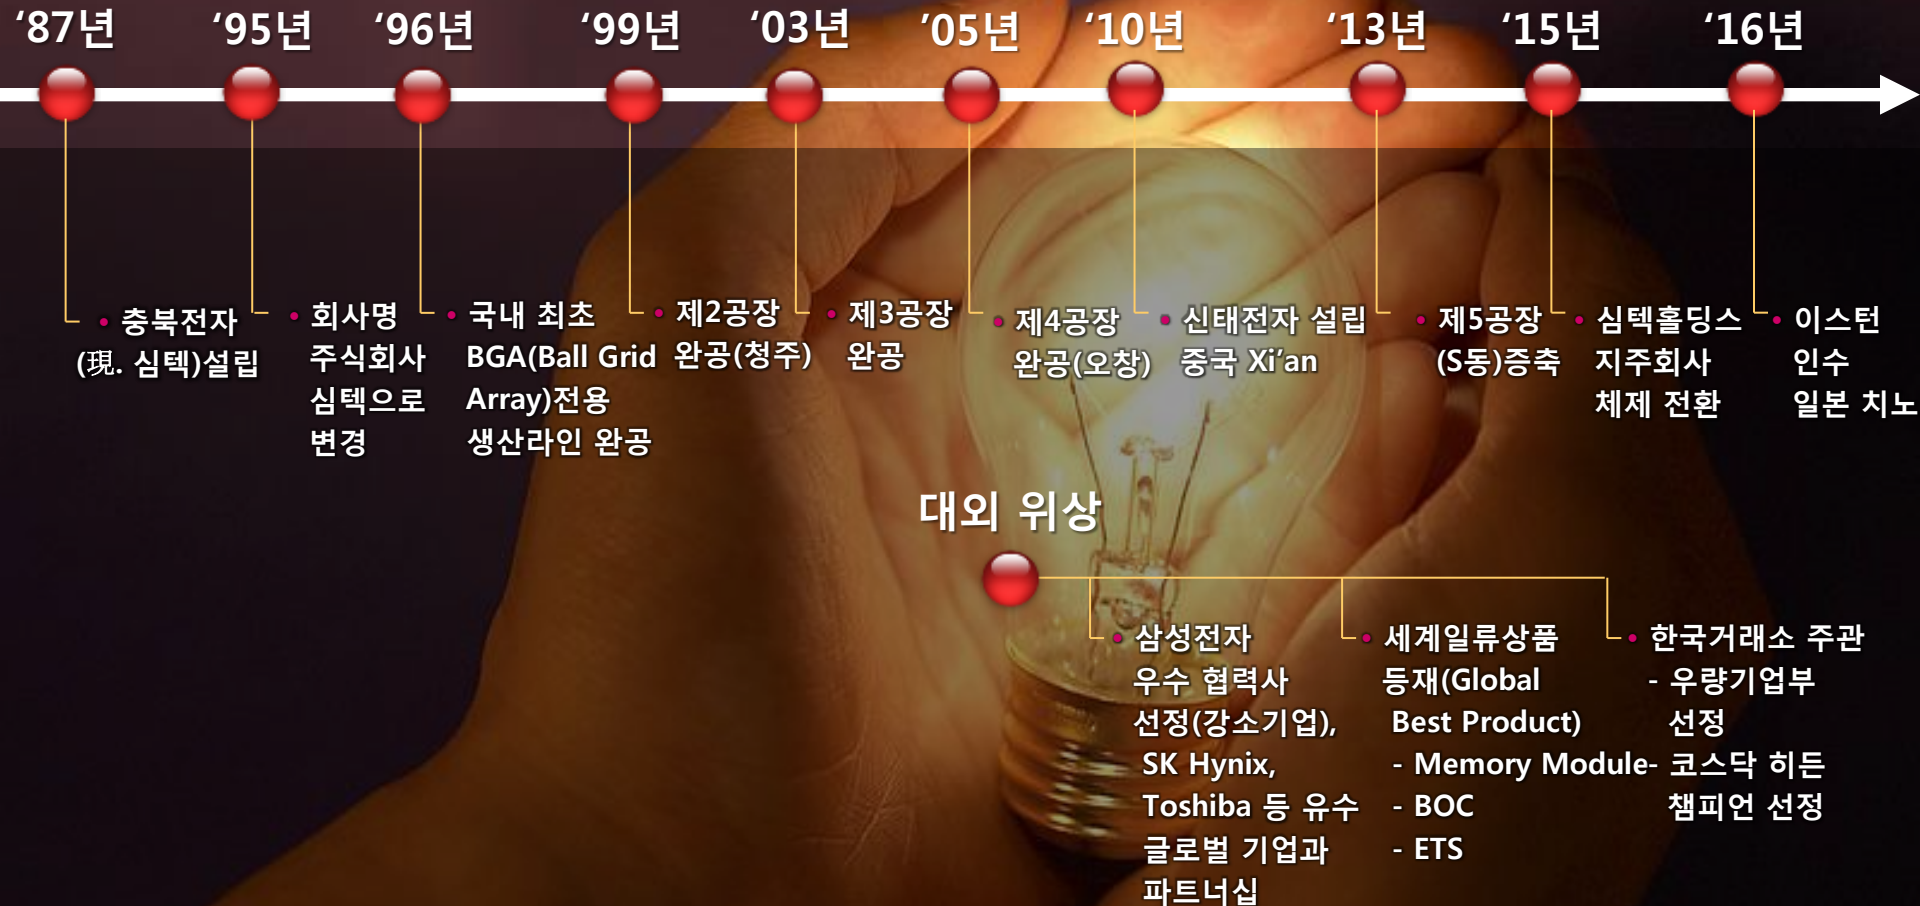 ‘87년
‘95년
‘96년
‘99년
‘03년
‘05년
‘10년
‘13년
‘15년
‘16년
• 충북전자
(現. 심텍)설립
• 회사명
주식회사
심텍으로
변경
• 국내 최초
BGA(Ball Grid
Array)전용
생산라인 완공
• 제2공장
완공(청주)
• 제3공장
완공
• 제4공장
완공(오창)
• 신태전자 설립
중국 Xi’an
• 제5공장
(S동)증축
• 심텍홀딩스
지주회사
체제 전환
• 이스턴
인수
일본 치노
대외 위상
• 삼성전자
우수 협력사
선정(강소기업),
SK Hynix,
Toshiba 등 유수
글로벌 기업과
파트너십
• 세계일류상품
등재(Global
Best Product)
- Memory Module
- BOC
- ETS
• 한국거래소 주관
- 우량기업부
선정
- 코스닥 히든
챔피언 선정